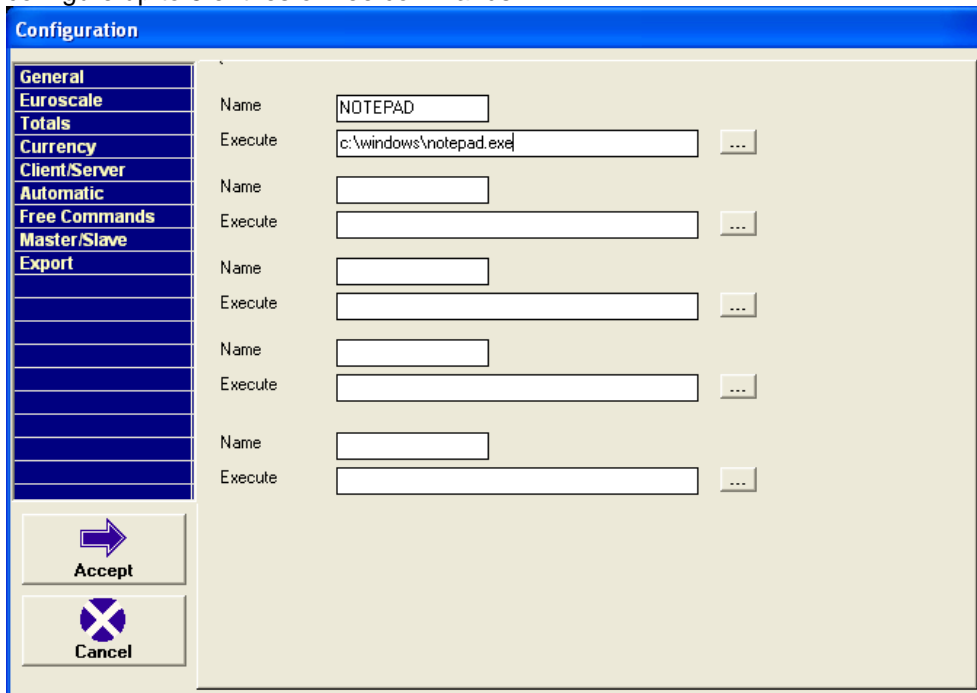 Configuration
General
Euroscale
Totals
Currency
Client/Server
Automatic
Free Commands
Master/Slave
Export
Name NOTEPAD
Execute c:\windows\notepad.exe ...
Name
Execute ...
Name
Execute ...
Name
Execute ...
Name
Execute ...
Accept
Cancel